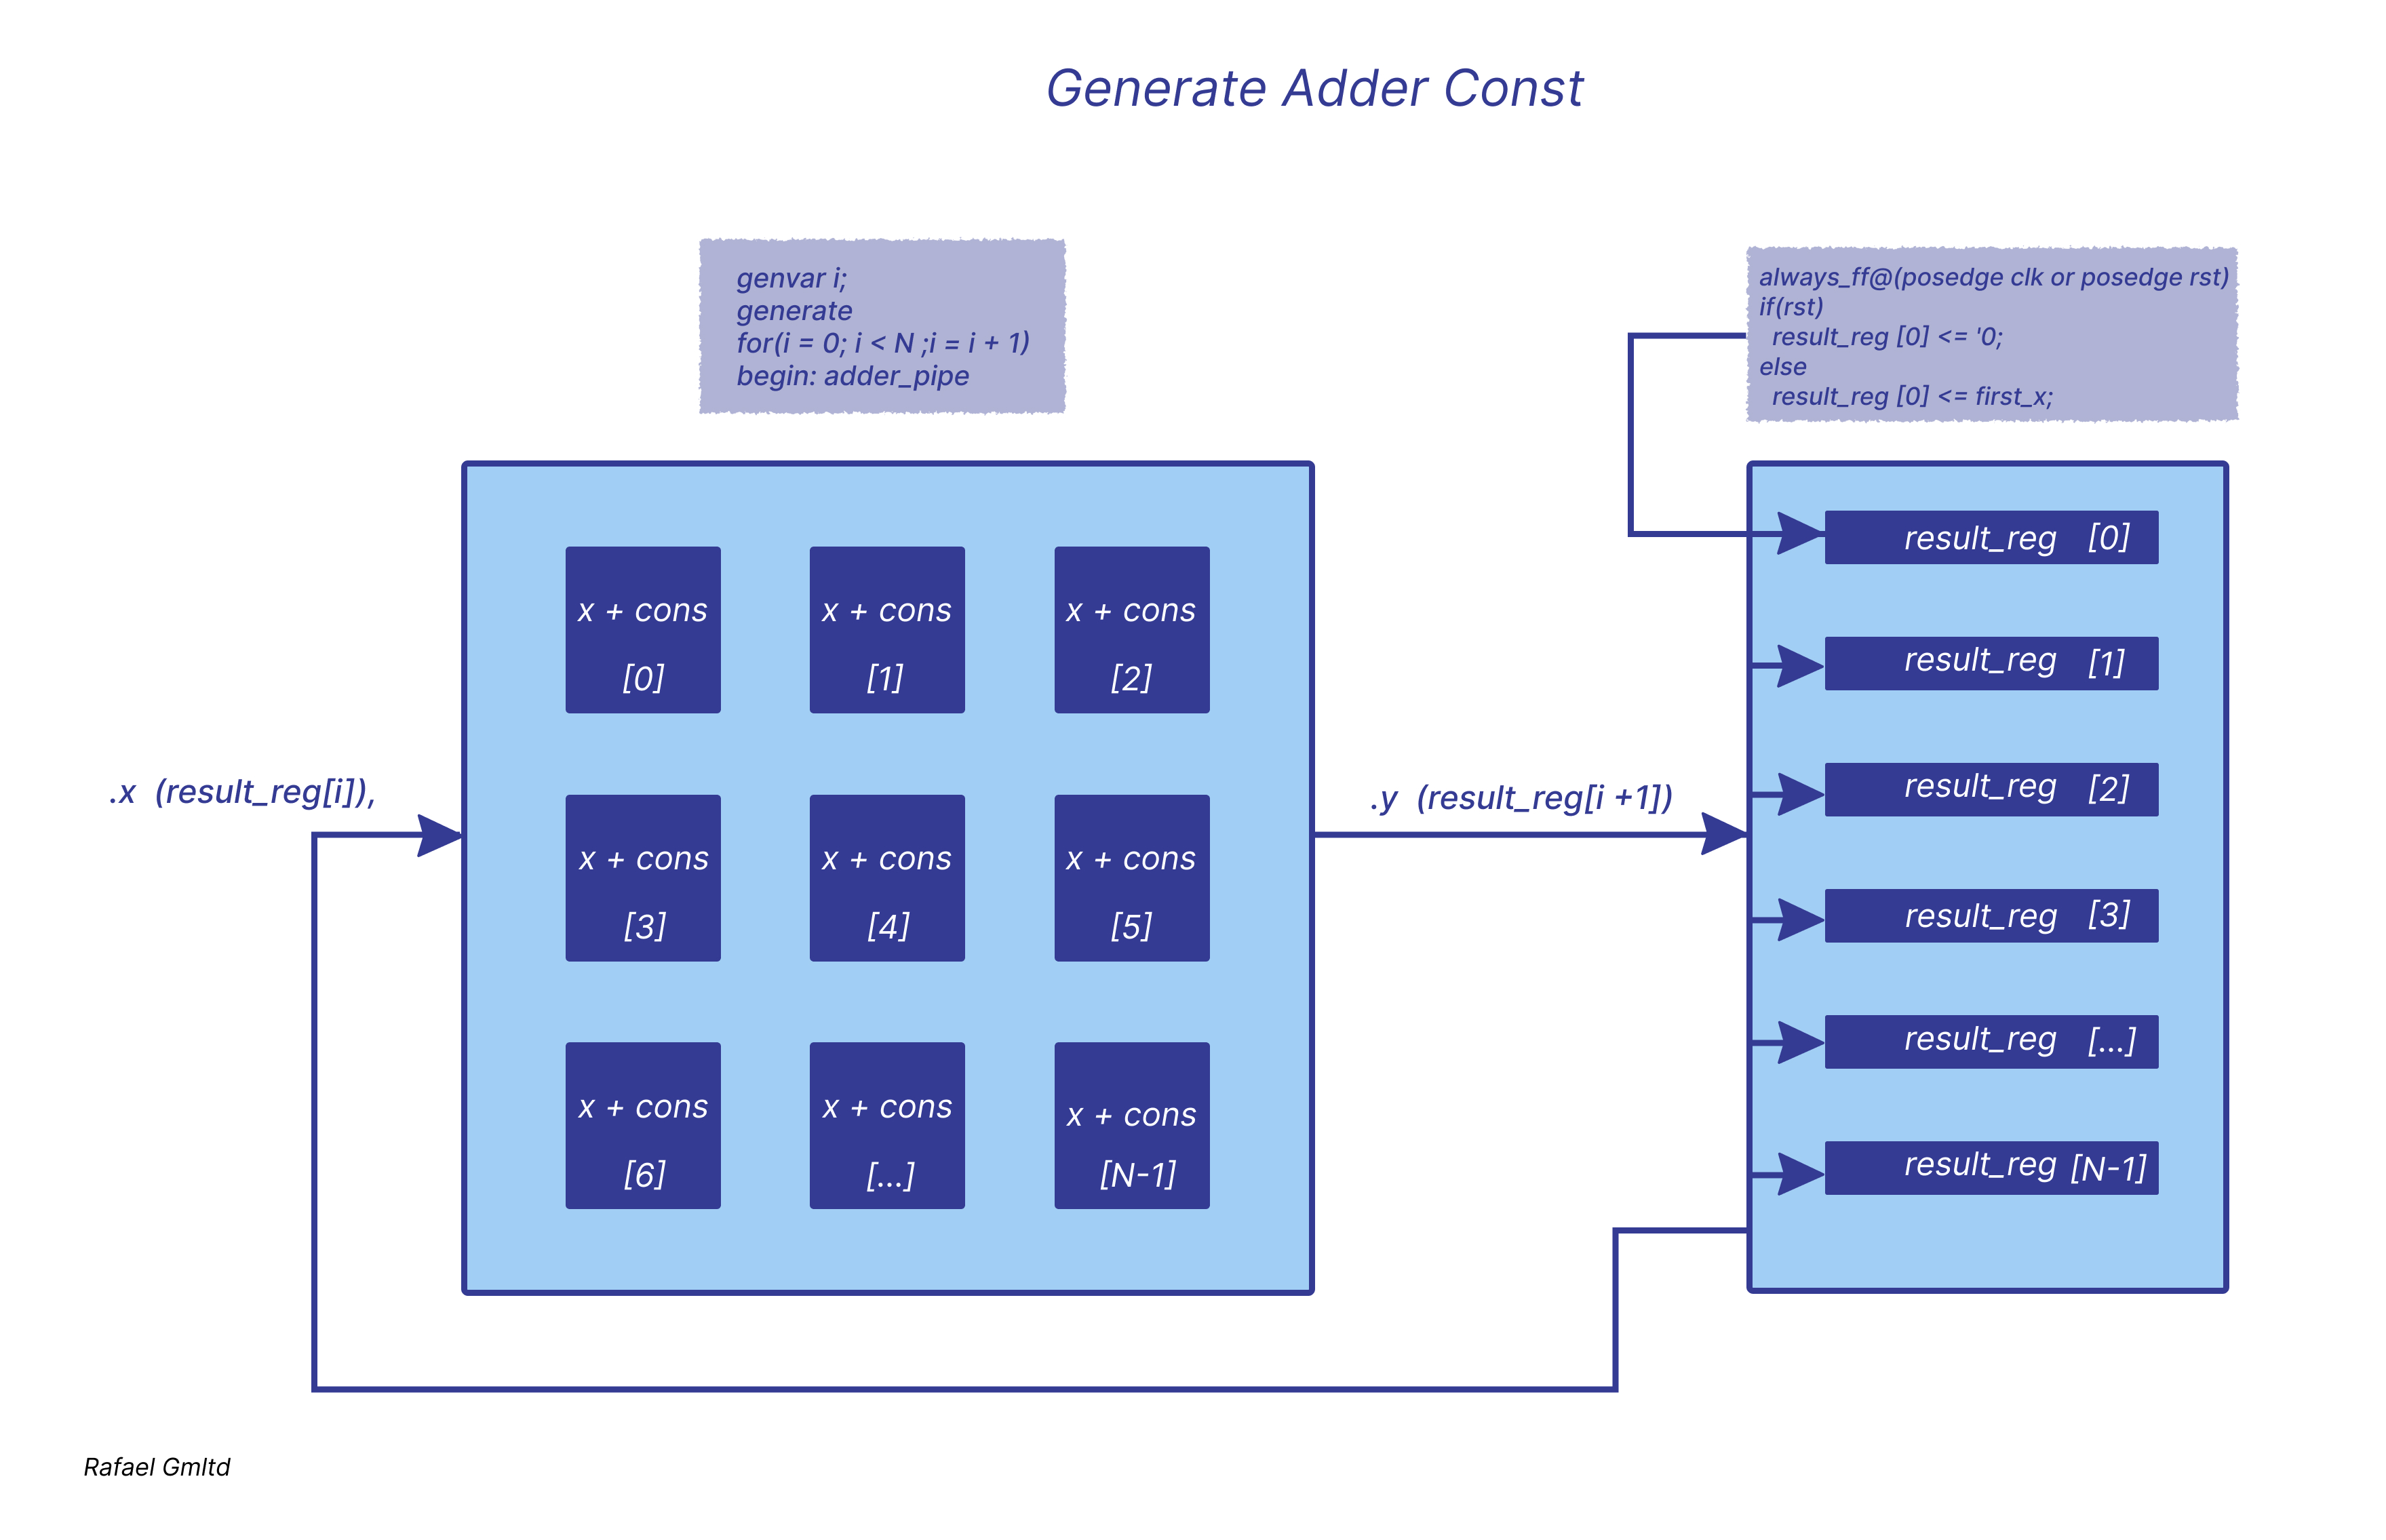 Generate Adder Const
genvar i;
generate
for(i = 0; i < N ;i = i + 1)
begin: adder_pipe
always_ff@(posedge clk or posedge rst)
if(rst)
result_reg [0] <= '0;
else
result_reg [0] <= first_x;
.x (result_reg[i]),
x + cons
[0]
x + cons
[1]
x + cons
[2]
x + cons
[3]
x + cons
[4]
x + cons
[5]
x + cons
[6]
x + cons
[...]
x + cons
[N-1]
.y (result_reg[i +1])
result_reg [0]
result_reg [1]
result_reg [2]
result_reg [3]
result_reg [...]
result_reg [N-1]
Rafael Gmltd